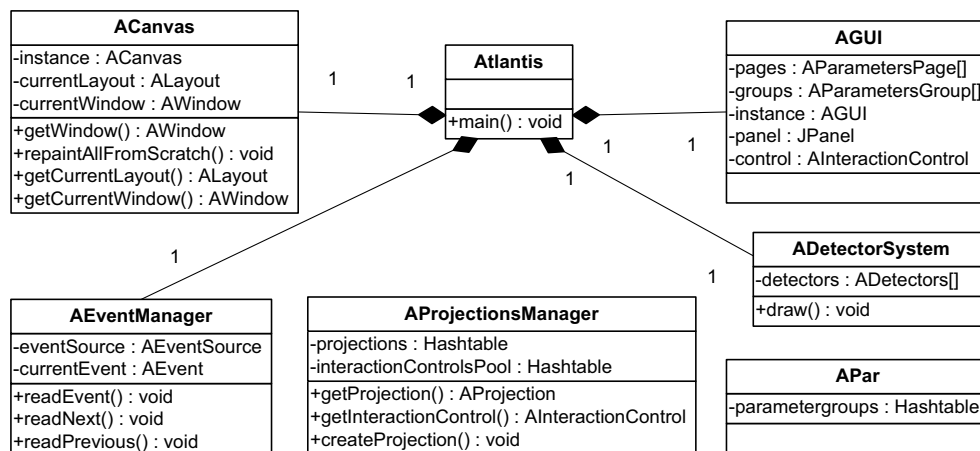 ACanvas
-instance : ACanvas
-currentLayout : ALayout
-currentWindow : AWindow
+getWindow() : AWindow
+repaintAllFromScratch() : void
+getCurrentLayout() : ALayout
+getCurrentWindow() : AWindow
1
1
Atlantis
+main() : void
1
1
AGUI
-pages : AParametersPage[]
-groups : AParametersGroup[]
-instance : AGUI
-panel : JPanel
-control : AInteractionControl
1
1
1
ADetectorSystem
-detectors : ADetectors[]
+draw() : void
AEventManager
-eventSource : AEventSource
-currentEvent : AEvent
+readEvent() : void
+readNext() : void
+readPrevious() : void
AProjectionsManager
-projections : Hashtable
-interactionControlsPool : Hashtable
+getProjection() : AProjection
+getInteractionControl() : AInteractionControl
+createProjection() : void
APar
-parametergroups : Hashtable